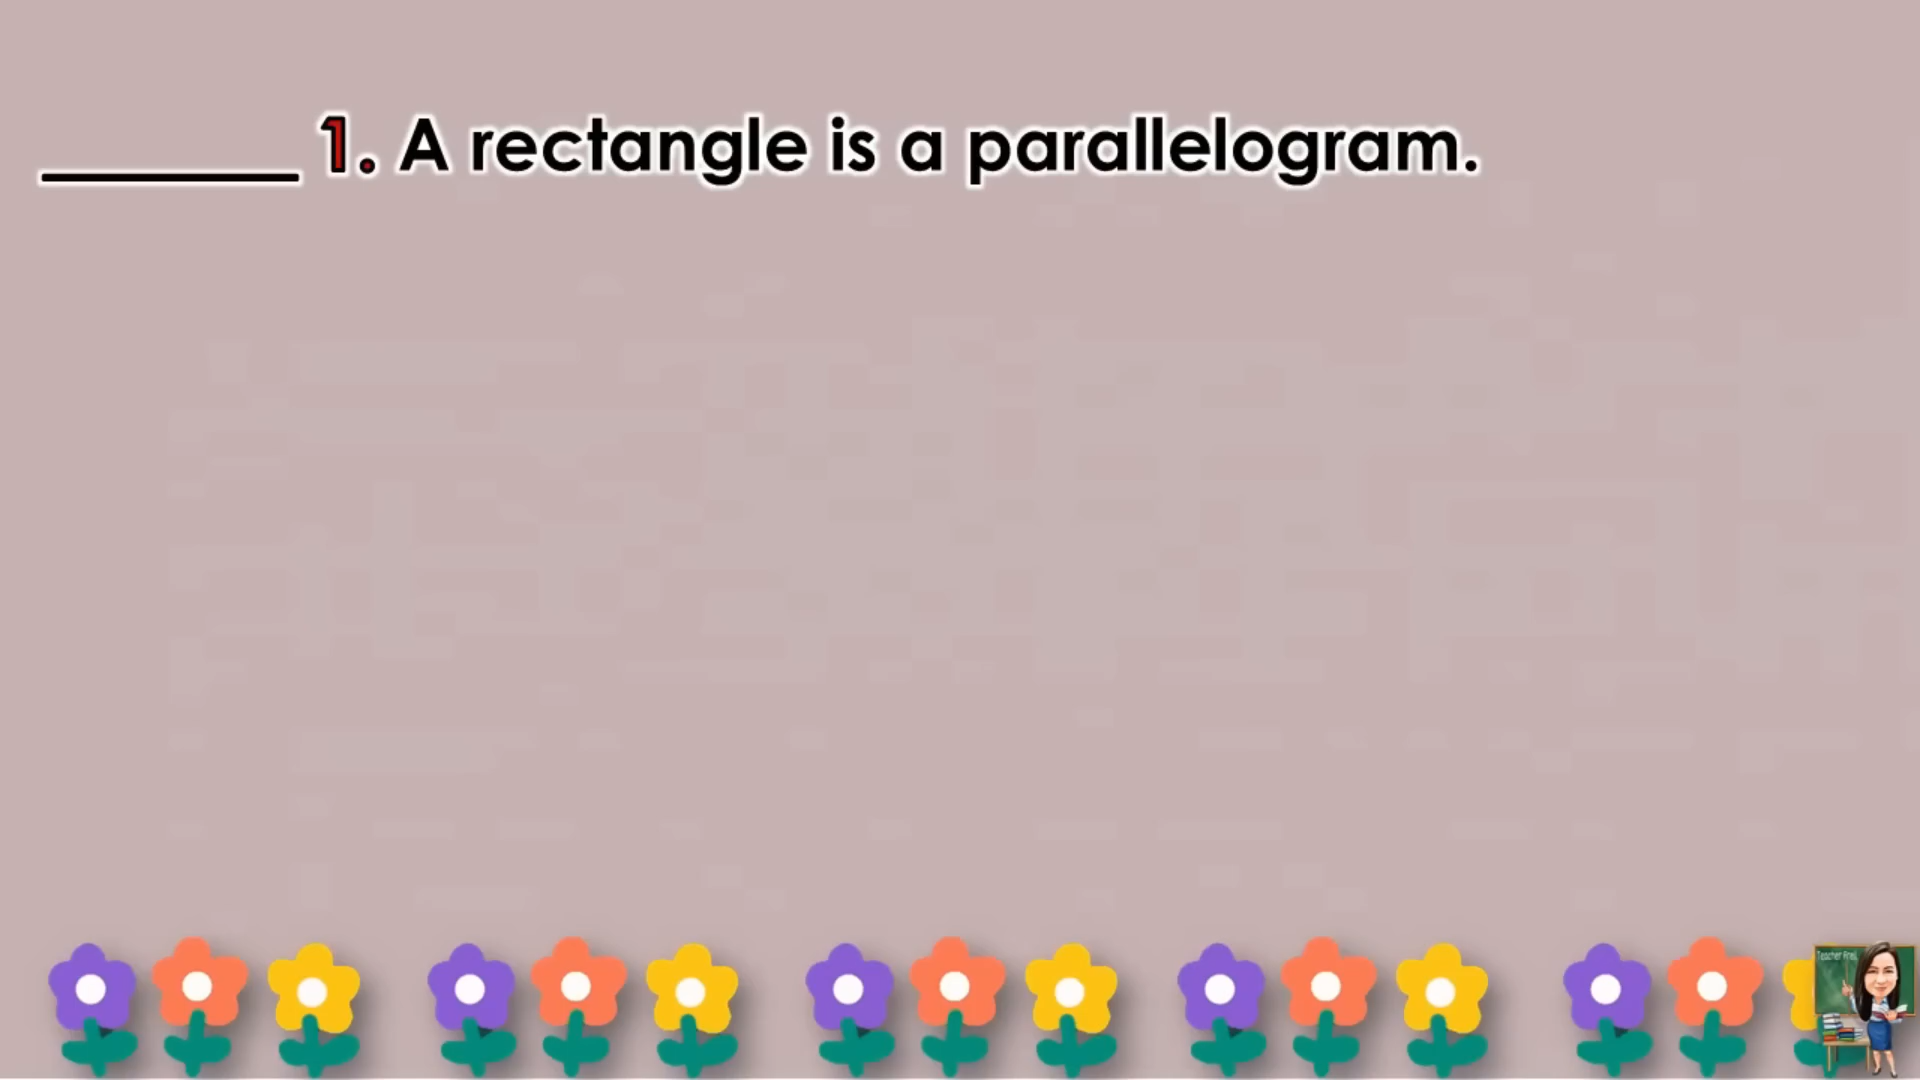 _______ 1. A rectangle is a parallelogram.